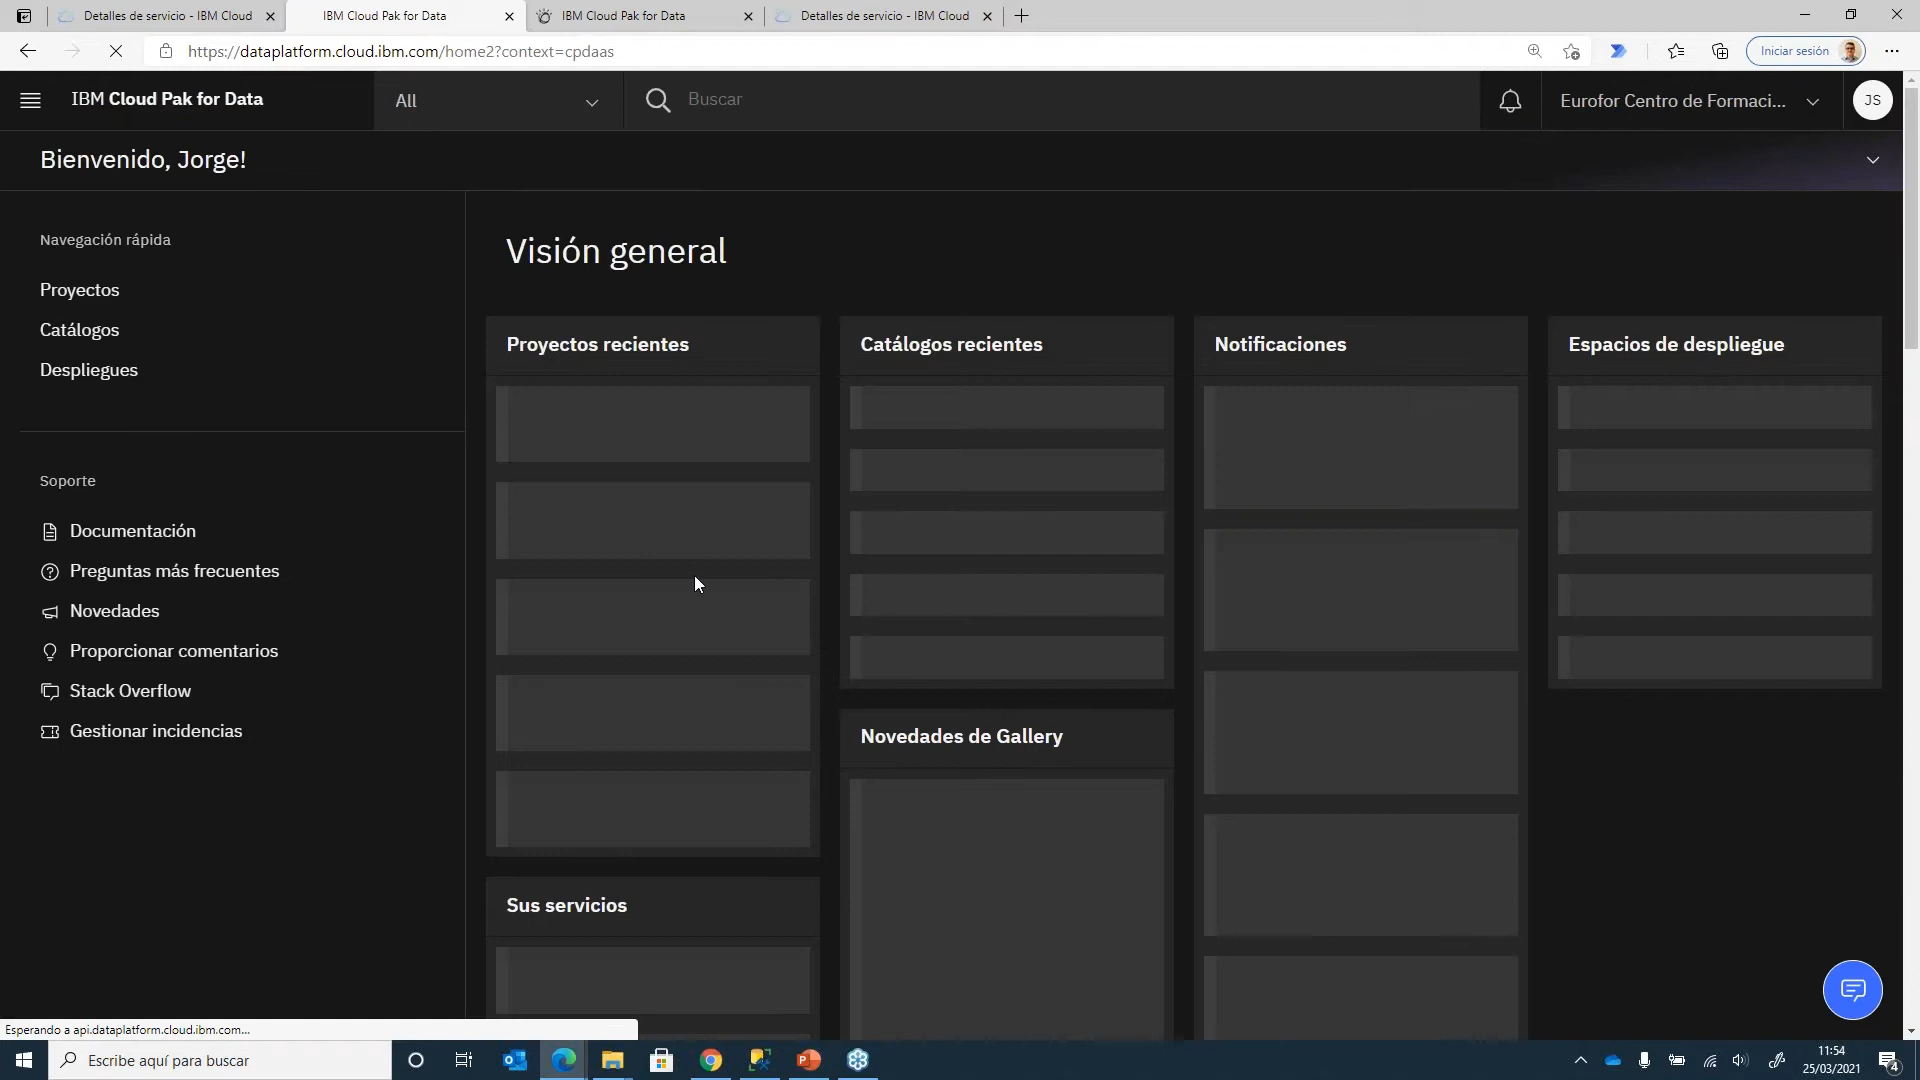 Detalles de servicio - IBM Cloud
IBM Cloud Pak for Data
IBM Cloud Pak for Data
Detalles de servicio - IBM Cloud
https://dataplatform.cloud.ibm.com/home2?context=cpdaas
Iniciar sesión
IBM Cloud Pak for Data
All
Buscar
Eurofor Centro de Formaci...
JS
Bienvenido, Jorge!
Navegación rápida
Proyectos
Catálogos
Despliegues
Soporte
Documentación
Preguntas más frecuentes
Novedades
Proporcionar comentarios
Stack Overflow
Gestionar incidencias
Visión general
Proyectos recientes
Catálogos recientes
Notificaciones
Espacios de despliegue
Novedades de Gallery
Sus servicios
Esperando a api.dataplatform.cloud.ibm.com...
Escribe aquí para buscar
11:54
25/03/2021
4